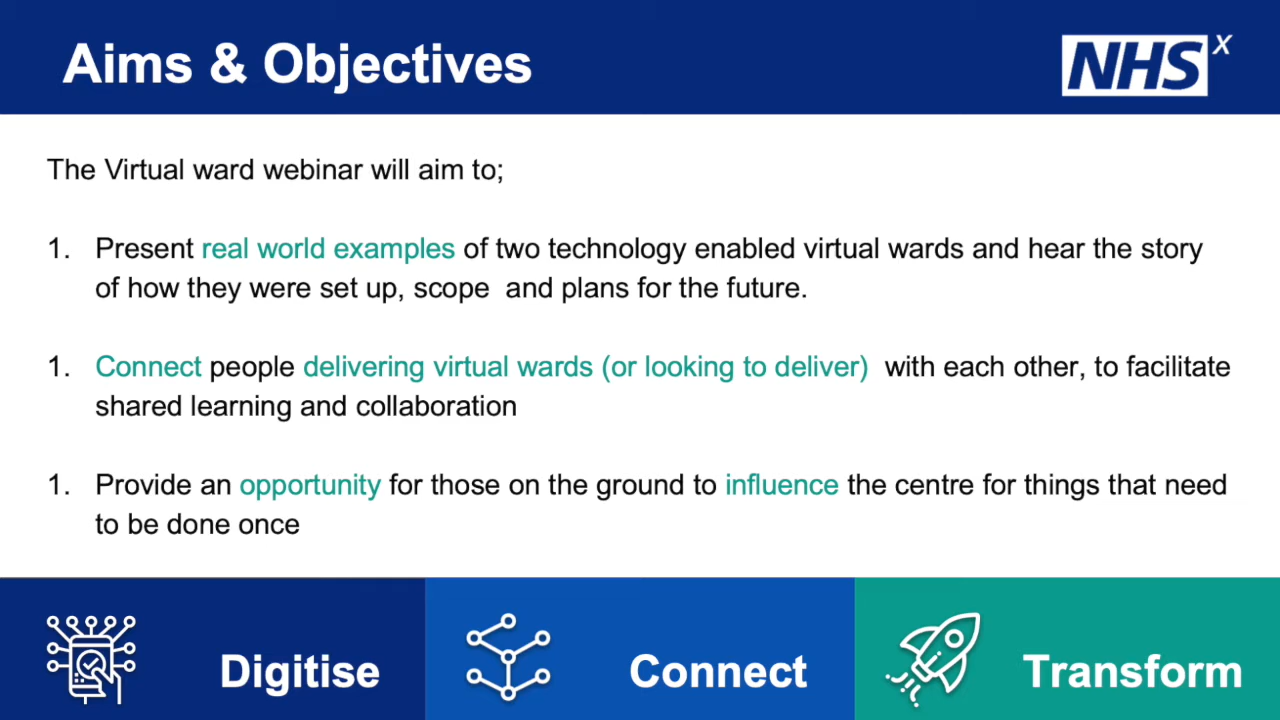 Aims & Objectives
NHSX
The Virtual ward webinar will aim to;
1. Present real world examples of two technology enabled virtual wards and hear the story
of how they were set up, scope  and plans for the future.
1. Connect people delivering virtual wards (or looking to deliver)  with each other, to facilitate
shared learning and collaboration
1. Provide an opportunity for those on the ground to influence the centre for things that need
to be done once
Digitise
Connect
Transform